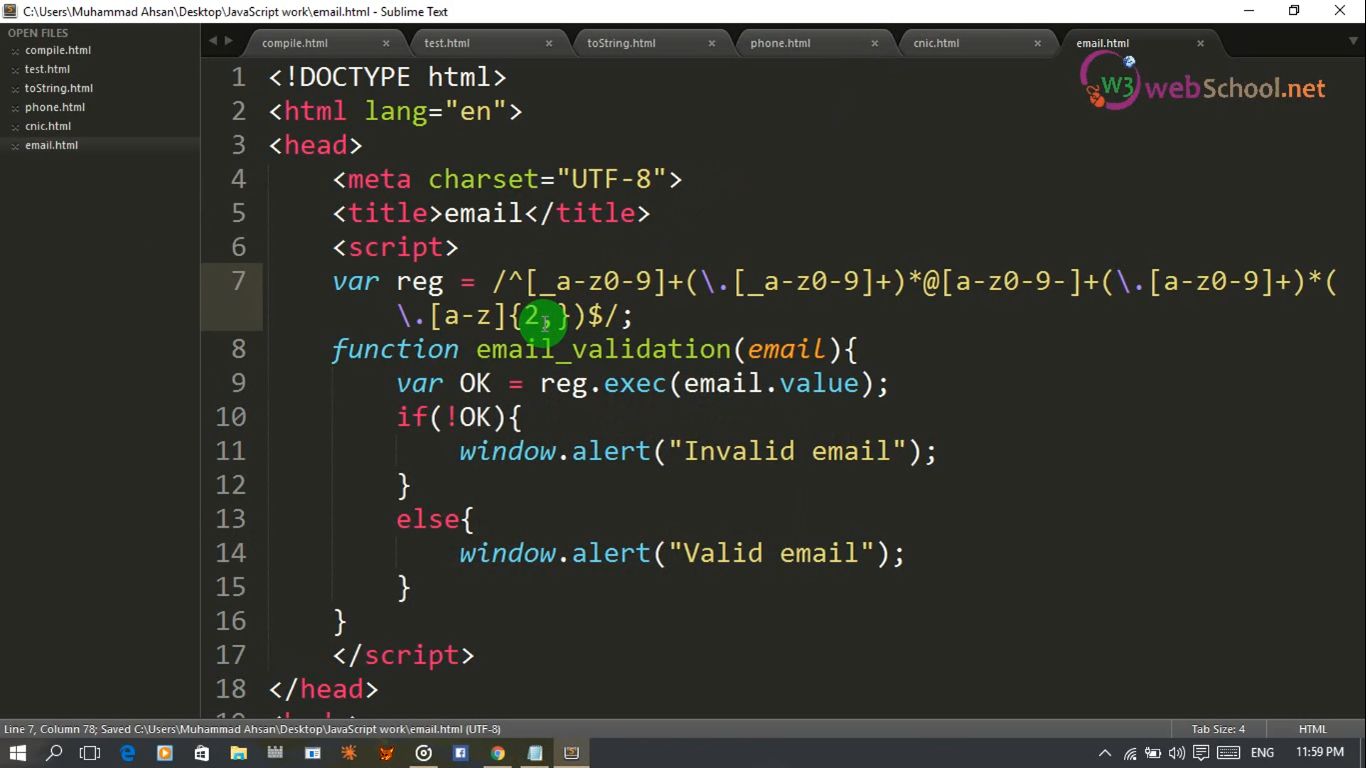 C:\Users\Muhammad Ahsan\Desktop\JavaScript work\email.html - Sublime Text
OPEN FILES
compile.html
test.html
toString.html
phone.html
cnic.html
email.html
compile.html
test.html
toString.html
phone.html
cnic.html
email.html
W3 webSchool.net
1 <!DOCTYPE html>
2 <html lang="en">
3 <head>
4 <meta charset="UTF-8">
5 <title>email</title>
6 <script>
7 var reg = /^[_a-z0-9]+(\.[_a-z0-9]+)*@[a-z0-9-]+(\.[a-z0-9]+)*(
\.[a-z]{2,})$/;
8 function email_validation(email){
9 var OK = reg.exec(email.value);
10 if(!OK){
11 window.alert("Invalid email");
12 }
13 else{
14 window.alert("Valid email");
15 }
16 }
17 </script>
18 </head>
Line 7, Column 78; Saved C:\Users\Muhammad Ahsan\Desktop\JavaScript work\email.html (UTF-8)
Tab Size: 4
HTML
ENG
11:59 PM